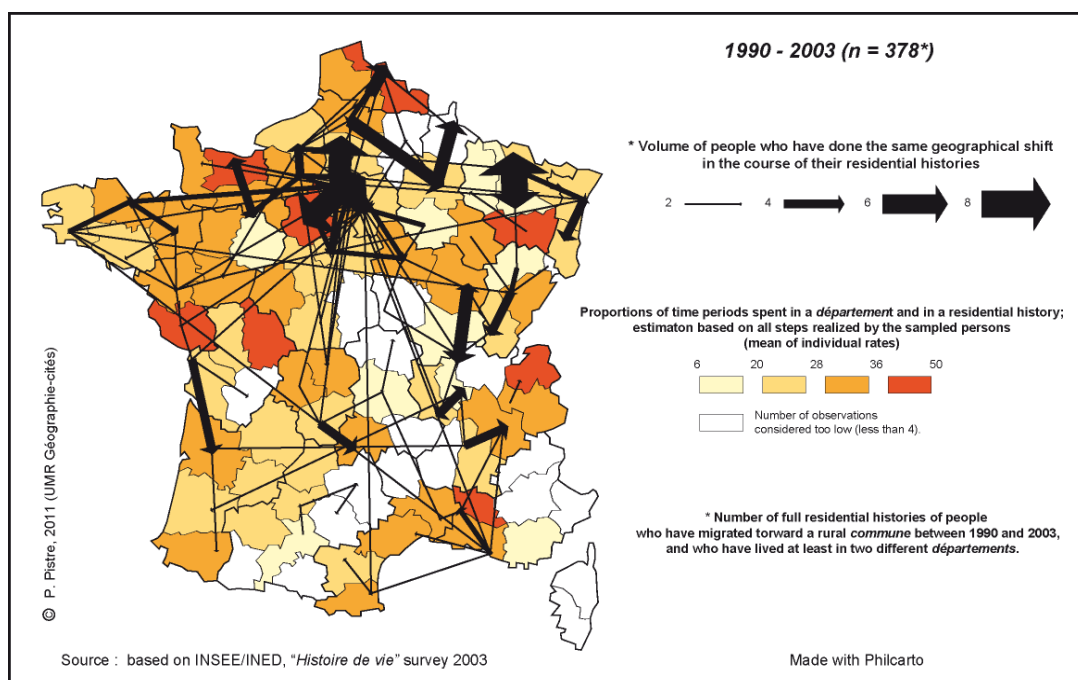 1990 - 2003 (n = 378*)
* Volume of people who have done the same geographical shift
in the course of their residential histories
2 4 6 8
Proportions of time periods spent in a département and in a residential history;
estimaton based on all steps realized by the sampled persons
(mean of individual rates)
6 20 28 36 50
Number of observations
considered too low (less than 4).
* Number of full residential histories of people
who have migrated toward a rural commune between 1990 and 2003,
and who have lived at least in two different départements.
© P. Pistre, 2011 (UMR Géographie-cités)
Source : based on INSEE/INED, “Histoire de vie” survey 2003
Made with Philcarto